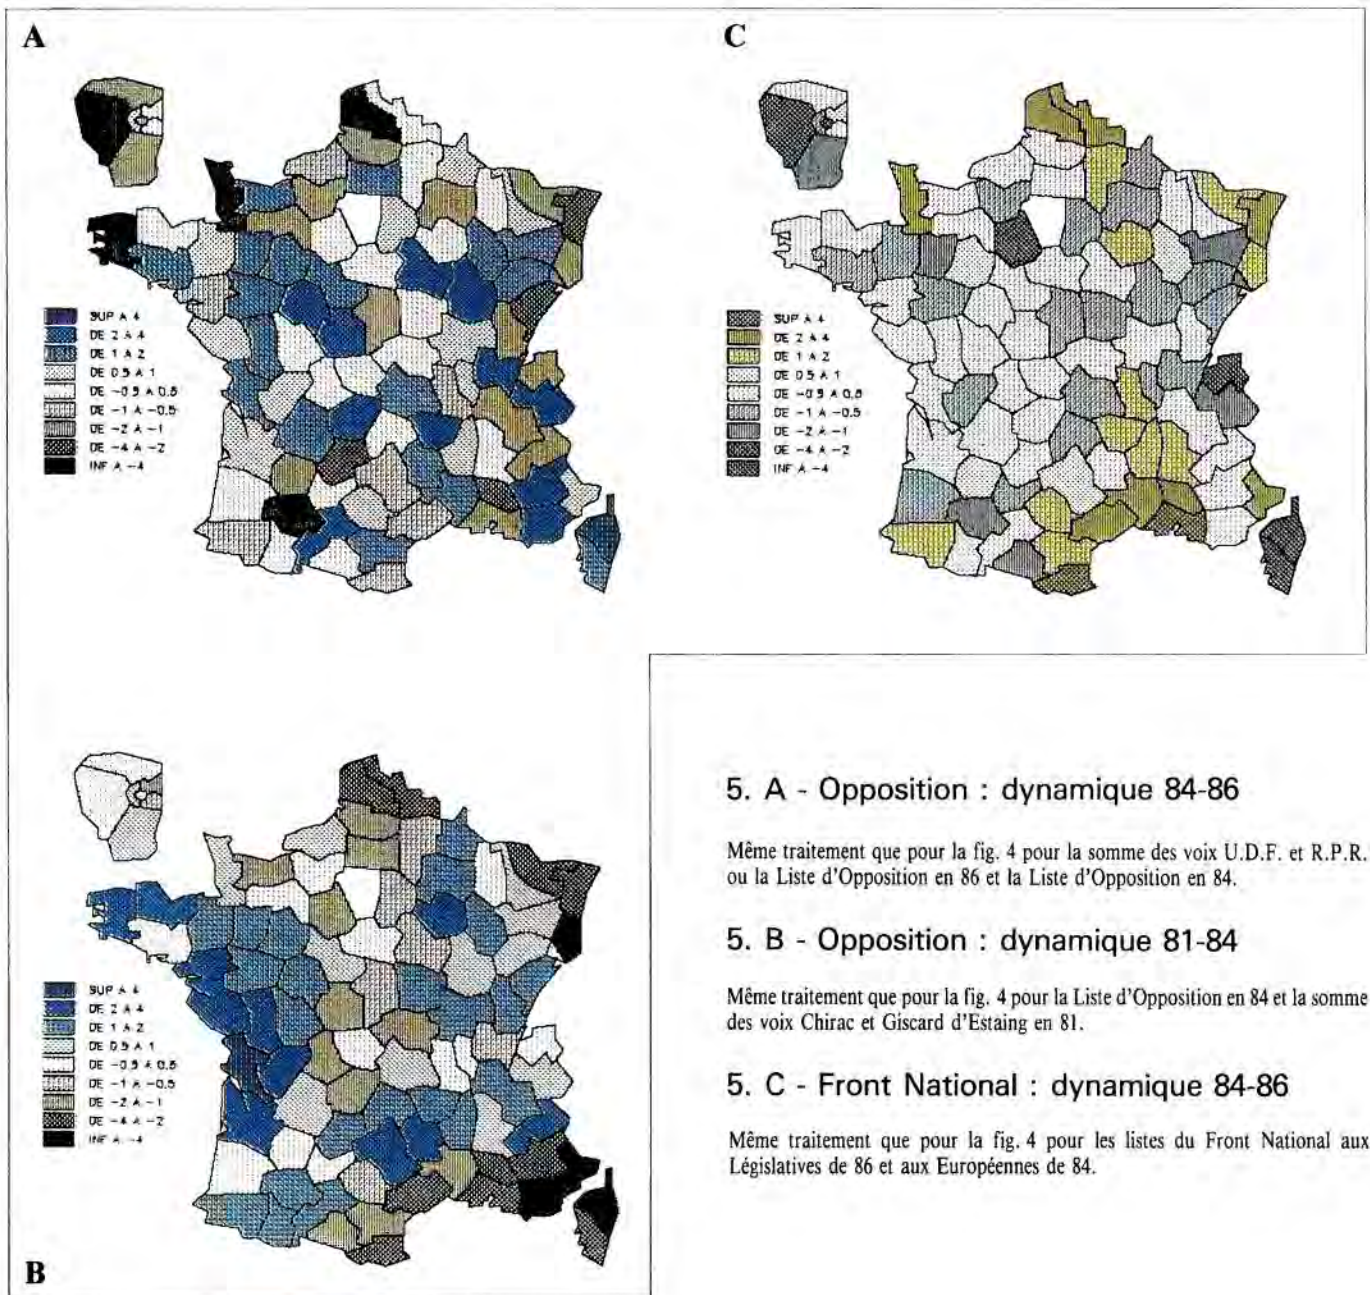 A
SUP A 4
DE 2 A 4
DE 1 A 2
DE 0.5 A 1
DE -0.5 A 0.5
DE -1 A -0.5
DE -2 A -1
DE -4 A -2
INF A -4
C
SUP A 4
DE 2 A 4
DE 1 A 2
DE 0.5 A 1
DE -0.5 A 0.5
DE -1 A -0.5
DE -2 A -1
DE -4 A -2
INF A -4
SUP A 4
DE 2 A 4
DE 1 A 2
DE 0.5 A 1
DE -0.5 A 0.5
DE -1 A -0.5
DE -2 A -1
DE -4 A -2
INF A -4
B
5. A - Opposition : dynamique 84-86
Même traitement que pour la fig. 4 pour la somme des voix U.D.F. et R.P.R.
ou la Liste d'Opposition en 86 et la Liste d'Opposition en 84.
5. B - Opposition : dynamique 81-84
Même traitement que pour la fig. 4 pour la Liste d'Opposition en 84 et la somme
des voix Chirac et Giscard d'Estaing en 81.
5. C - Front National : dynamique 84-86
Même traitement que pour la fig. 4 pour les listes du Front National aux
Législatives de 86 et aux Européennes de 84.